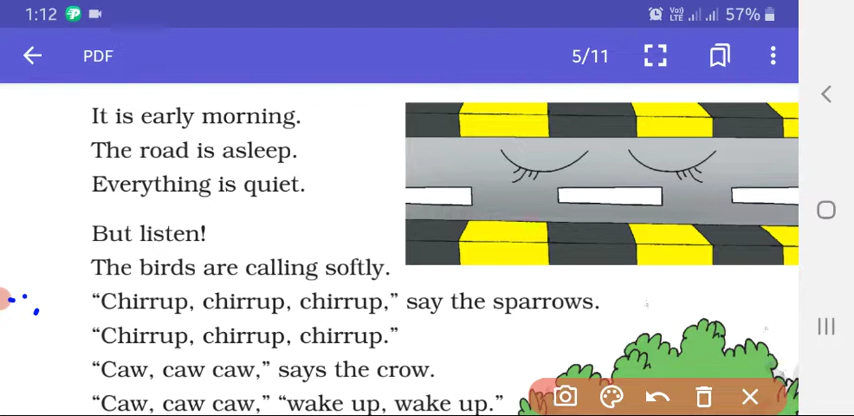 1:12 Vo)) LTE 57%
PDF 5/11
It is early morning.
The road is asleep.
Everything is quiet.
But listen!
The birds are calling softly.
“Chirrup, chirrup, chirrup,” say the sparrows.
“Chirrup, chirrup, chirrup.”
“Caw, caw caw,” says the crow.
“Caw, caw caw,” “wake up, wake up.”